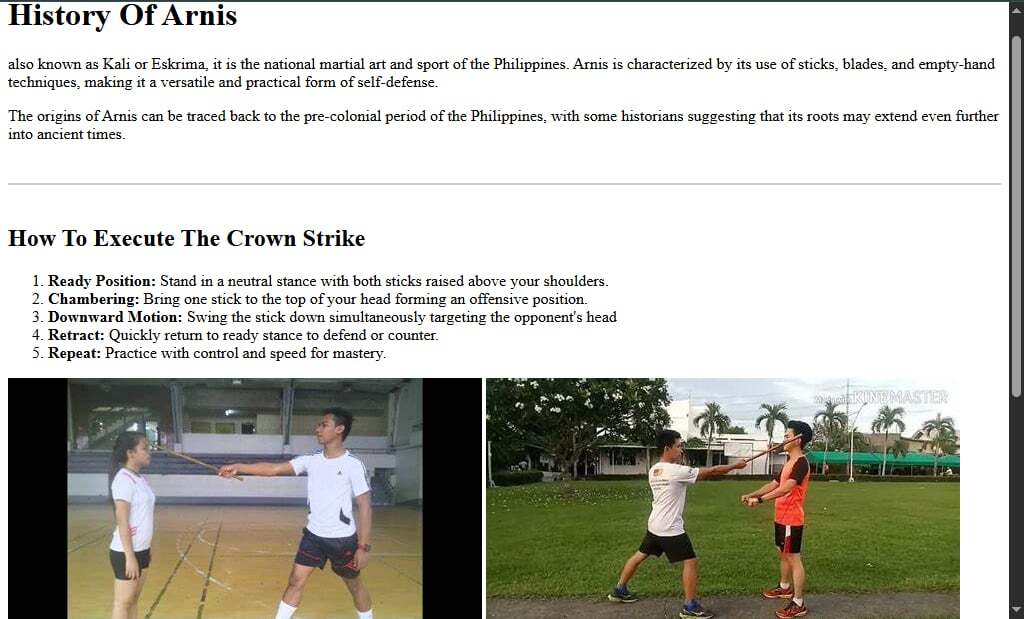 History Of Arnis
also known as Kali or Eskrima, it is the national martial art and sport of the Philippines. Arnis is characterized by its use of sticks, blades, and empty-hand
techniques, making it a versatile and practical form of self-defense.
The origins of Arnis can be traced back to the pre-colonial period of the Philippines, with some historians suggesting that its roots may extend even further
into ancient times.
How To Execute The Crown Strike
1. Ready Position: Stand in a neutral stance with both sticks raised above your shoulders.
2. Chambering: Bring one stick to the top of your head forming an offensive position.
3. Downward Motion: Swing the stick down simultaneously targeting the opponent's head
4. Retract: Quickly return to ready stance to defend or counter.
5. Repeat: Practice with control and speed for mastery.
KINEMASTER